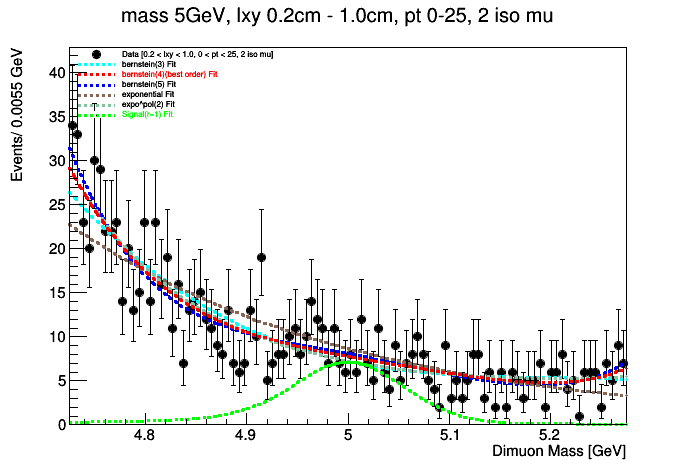 mass 5GeV, lxy 0.2cm - 1.0cm, pt 0-25, 2 iso mu
Events/ 0.0055 GeV
Data [0.2 < lxy < 1.0, 0 < pt < 25, 2 iso mu]
bernstein(3) Fit
bernstein(4)(best order) Fit
bernstein(5) Fit
exponential Fit
expo*pol(2) Fit
Signal(r=1) Fit
40
35
30
25
20
15
10
5
0
4.8 4.9 5 5.1 5.2
Dimuon Mass [GeV]